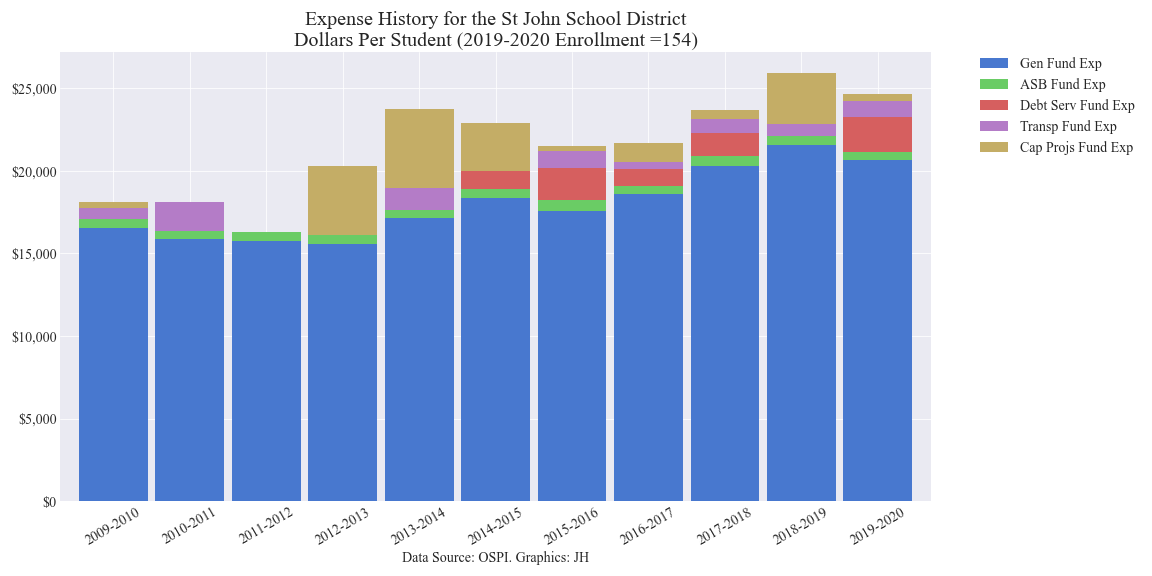 Expense History for the St John School District
Dollars Per Student (2019-2020 Enrollment =154)
$25,000
$20,000
$15,000
$10,000
$5,000
$0
2009-2010
2010-2011
2011-2012
2012-2013
2013-2014
2014-2015
2015-2016
2016-2017
2017-2018
2018-2019
2019-2020
Data Source: OSPI. Graphics: JH
Gen Fund Exp
ASB Fund Exp
Debt Serv Fund Exp
Transp Fund Exp
Cap Projs Fund Exp